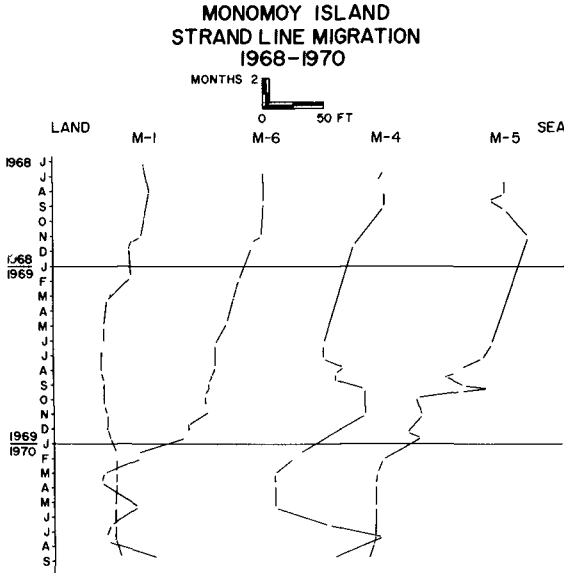 MONOMOY ISLAND
STRAND LINE MIGRATION
1968-1970
MONTHS 2
0 50 FT
LAND M-1 M-6 M-4 M-5 SEA
1968 J
J
A
S
O
N
D
1968
1969 J
F
M
A
M
J
J
A
S
O
N
D
1969
1970 J
F
M
A
M
J
J
A
S